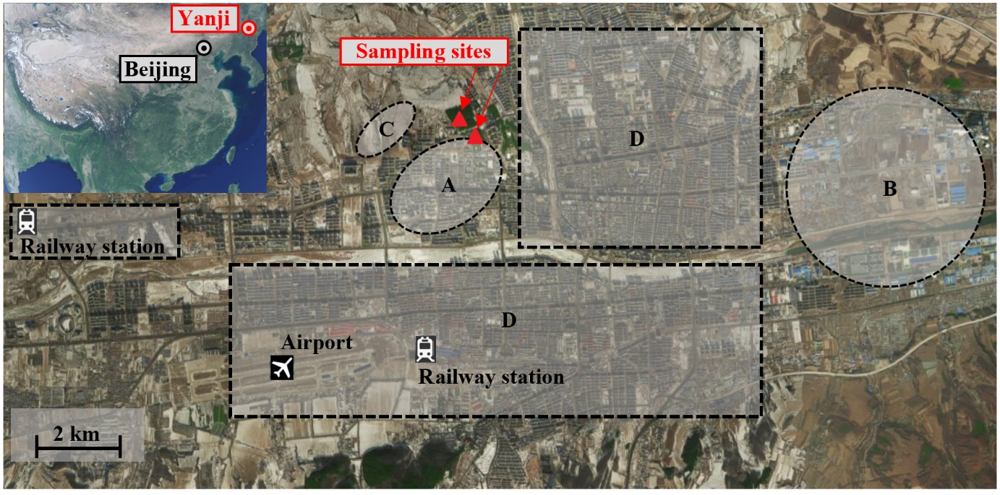 Yanji
Beijing
Sampling sites
C
D
A
B
Railway station
D
Airport
Railway station
2 km